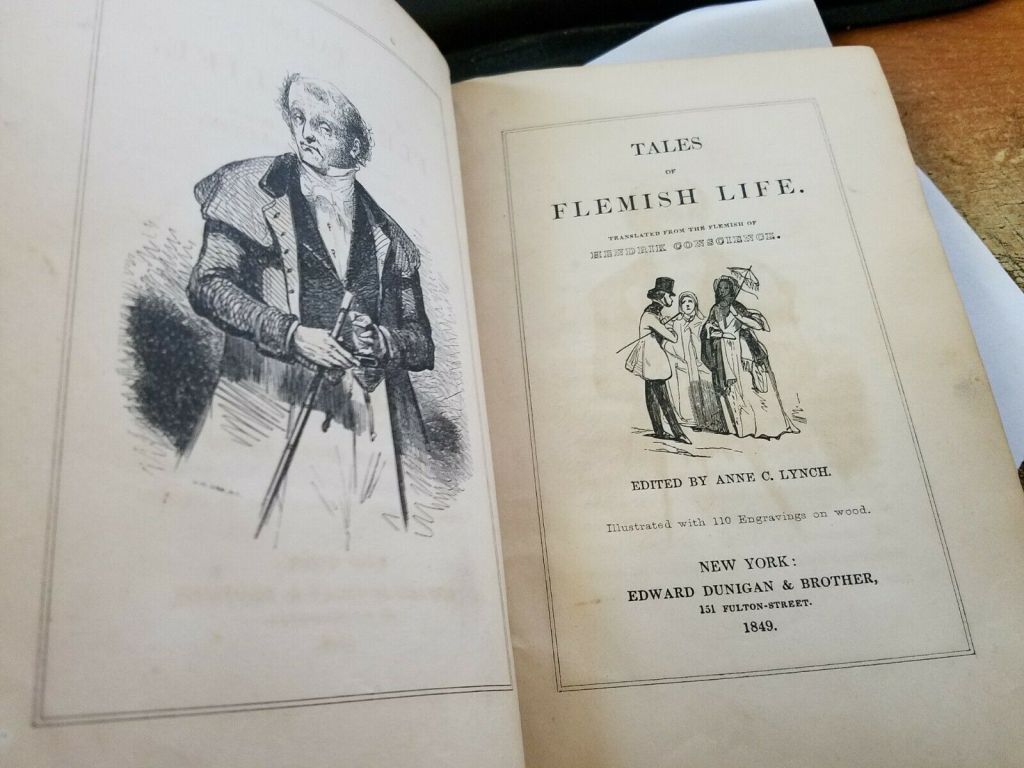 TALES
OF
FLEMISH LIFE.
TRANSLATED FROM THE FLEMISH OF
HENDRIK CONSCIENCE.
EDITED BY ANNE C. LYNCH.
Illustrated with 110 Engravings on wood.
NEW YORK:
EDWARD DUNIGAN & BROTHER,
151 FULTON-STREET.
1849.